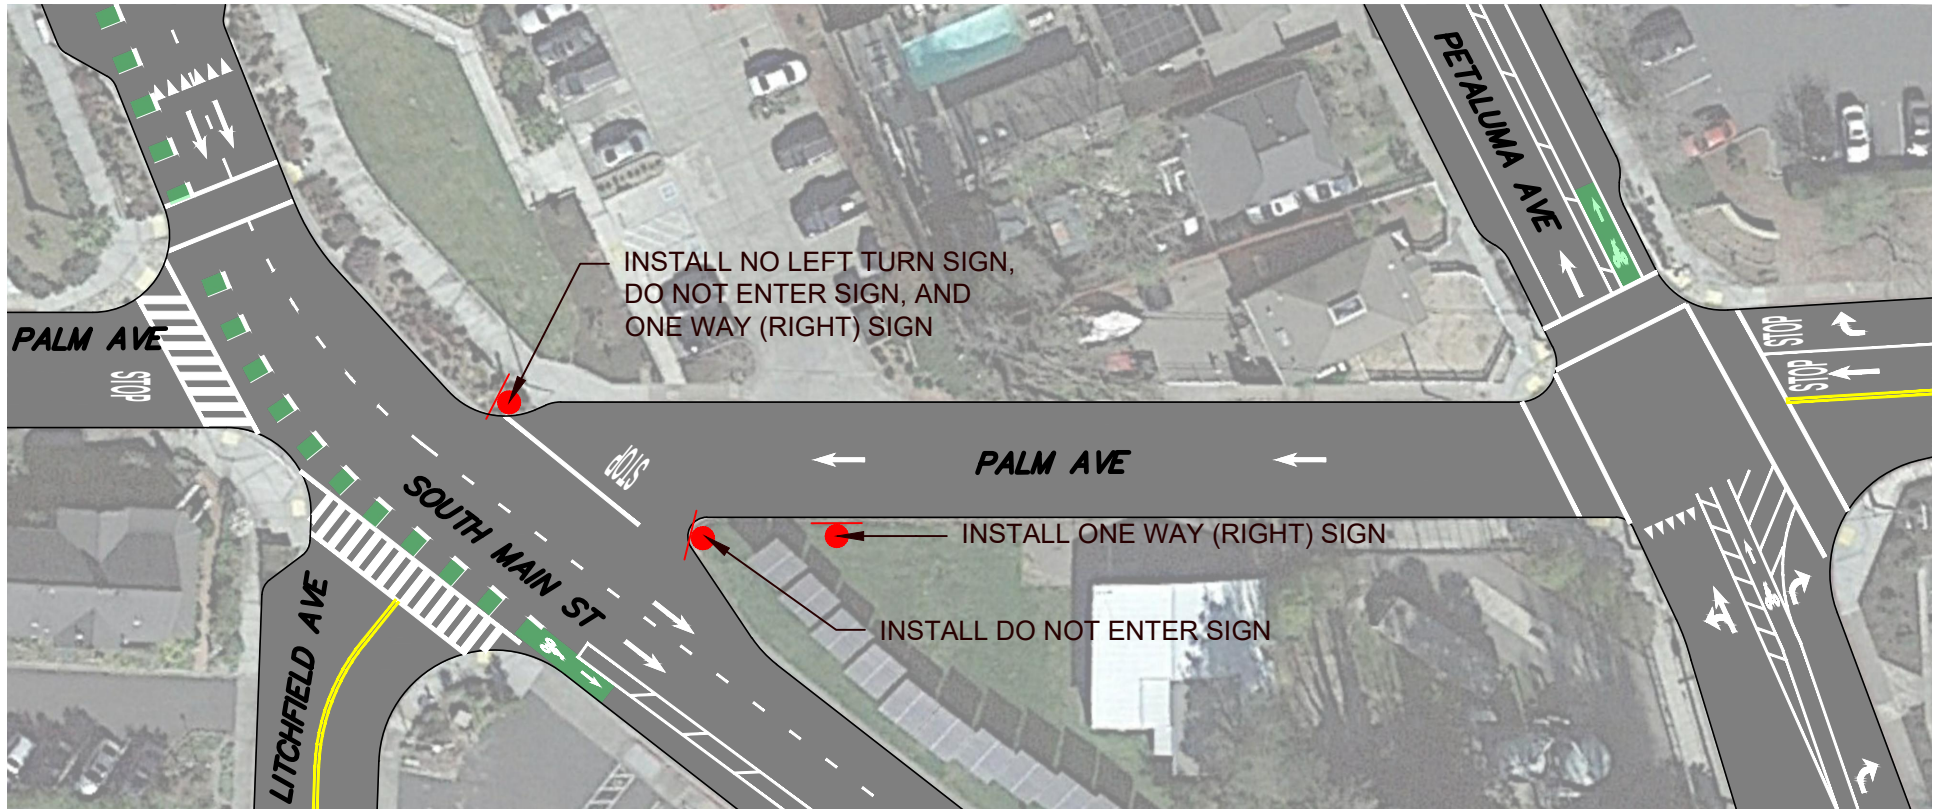 PETALUMA AVE
INSTALL NO LEFT TURN SIGN,
DO NOT ENTER SIGN, AND
ONE WAY (RIGHT) SIGN
PALM AVE
STOP
STOP
STOP
STOP
PALM AVE
SOUTH MAIN ST
INSTALL ONE WAY (RIGHT) SIGN
INSTALL DO NOT ENTER SIGN
LITCHFIELD AVE